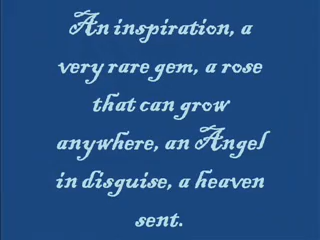 An inspiration, a
very rare gem, a rose
that can grow
anywhere, an Angel
in disguise, a heaven
sent.